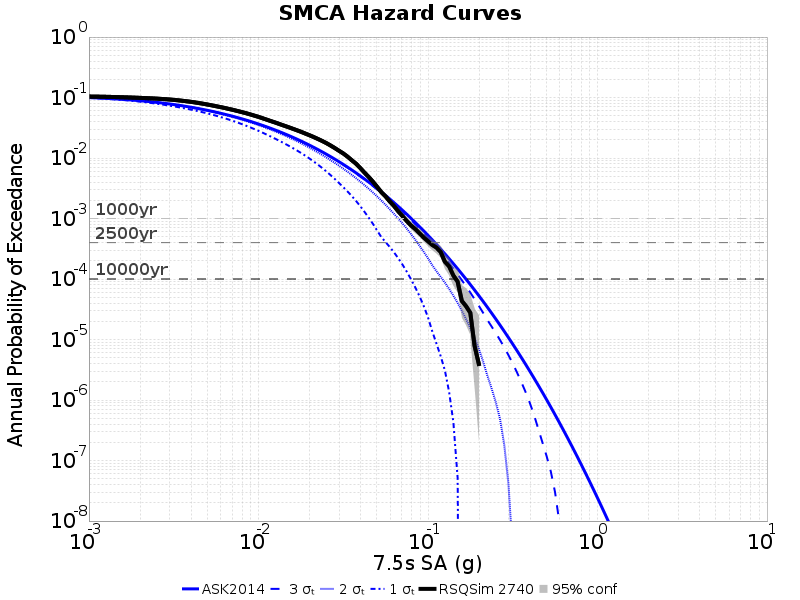 SMCA Hazard Curves
Annual Probability of Exceedance
10^0
10^-1
10^-2
10^-3
10^-4
10^-5
10^-6
10^-7
10^-8
1000yr
2500yr
10000yr
10^-3 10^-2 10^-1 10^0 10^1
7.5s SA (g)
ASK2014 3 σₜ 2 σₜ 1 σₜ RSQSim 2740 95% conf